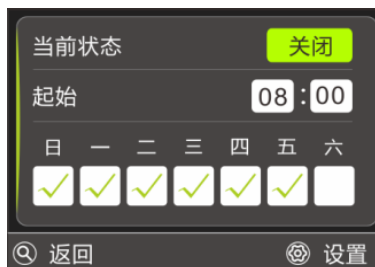 当前状态 关闭
起始 08:00
日 一 二 三 四 五 六
返回 设置